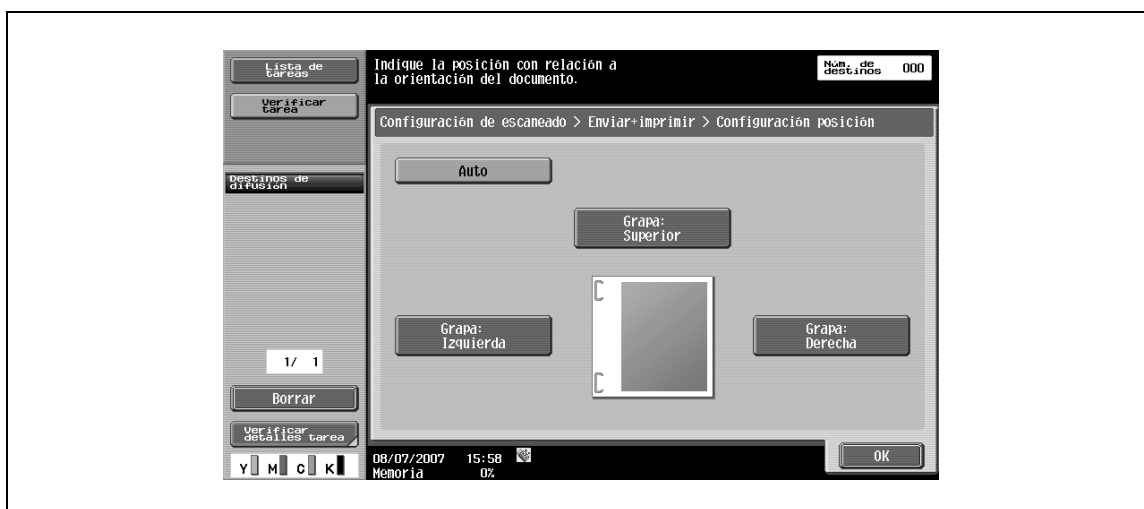 Lista de
tareas
Verificar
tarea
Destinos de
difusión
1/ 1
Borrar
Verificar
detalles tarea
Y M C K
Indique la posición con relación a
la orientación del documento.
Núm. de
destinos 000
Configuración de escaneado > Enviar+imprimir > Configuración posición
Auto
Grapa:
Superior
Grapa:
Izquierda
Grapa:
Derecha
08/07/2007 15:58
Memoria 0%
OK